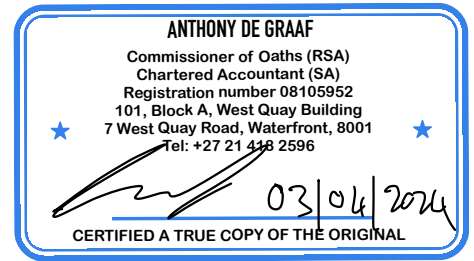 ANTHONY DE GRAAF
Commissioner of Oaths (RSA)
Chartered Accountant (SA)
Registration number 08105952
101, Block A, West Quay Building
7 West Quay Road, Waterfront, 8001
Tel: +27 21 418 2596
03/04/2024
CERTIFIED A TRUE COPY OF THE ORIGINAL